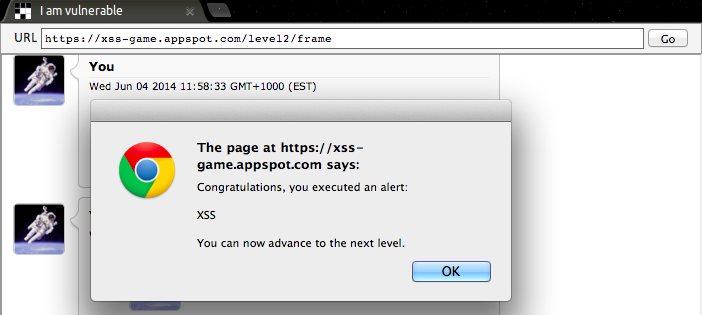 I am vulnerable
URL https://xss-game.appspot.com/level2/frame Go
You
Wed Jun 04 2014 11:58:33 GMT+1000 (EST)
The page at https://xss-
game.appspot.com says:
Congratulations, you executed an alert:
XSS
You can now advance to the next level.
OK